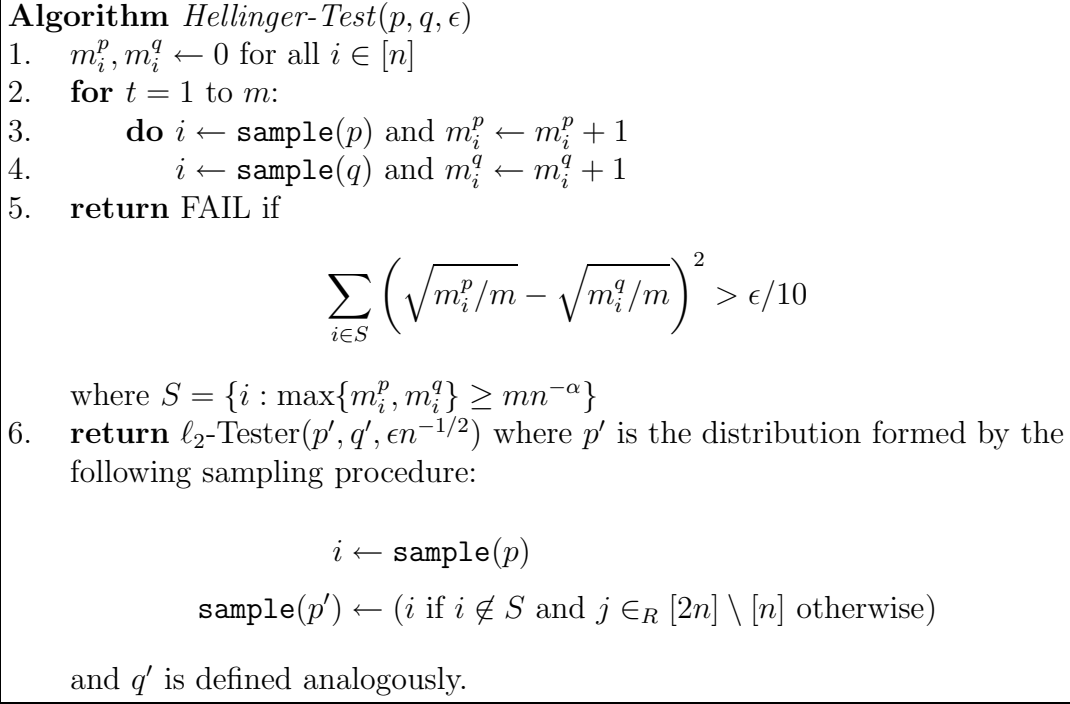 Algorithm Hellinger-Test(p, q, ϵ)
1. m_i^p, m_i^q ← 0 for all i ∈ [n]
2. for t = 1 to m:
3. do i ← sample(p) and m_i^p ← m_i^p + 1
4. i ← sample(q) and m_i^q ← m_i^q + 1
5. return FAIL if
∑_{i∈S} (√(m_i^p/m) − √(m_i^q/m))^2 > ϵ/10
where S = {i : max{m_i^p, m_i^q} ≥ mn^{−α}}
6. return ℓ_2-Tester(p′, q′, ϵn^{−1/2}) where p′ is the distribution formed by the
following sampling procedure:
i ← sample(p)
sample(p′) ← (i if i ∉ S and j ∈_R [2n] \ [n] otherwise)
and q′ is defined analogously.